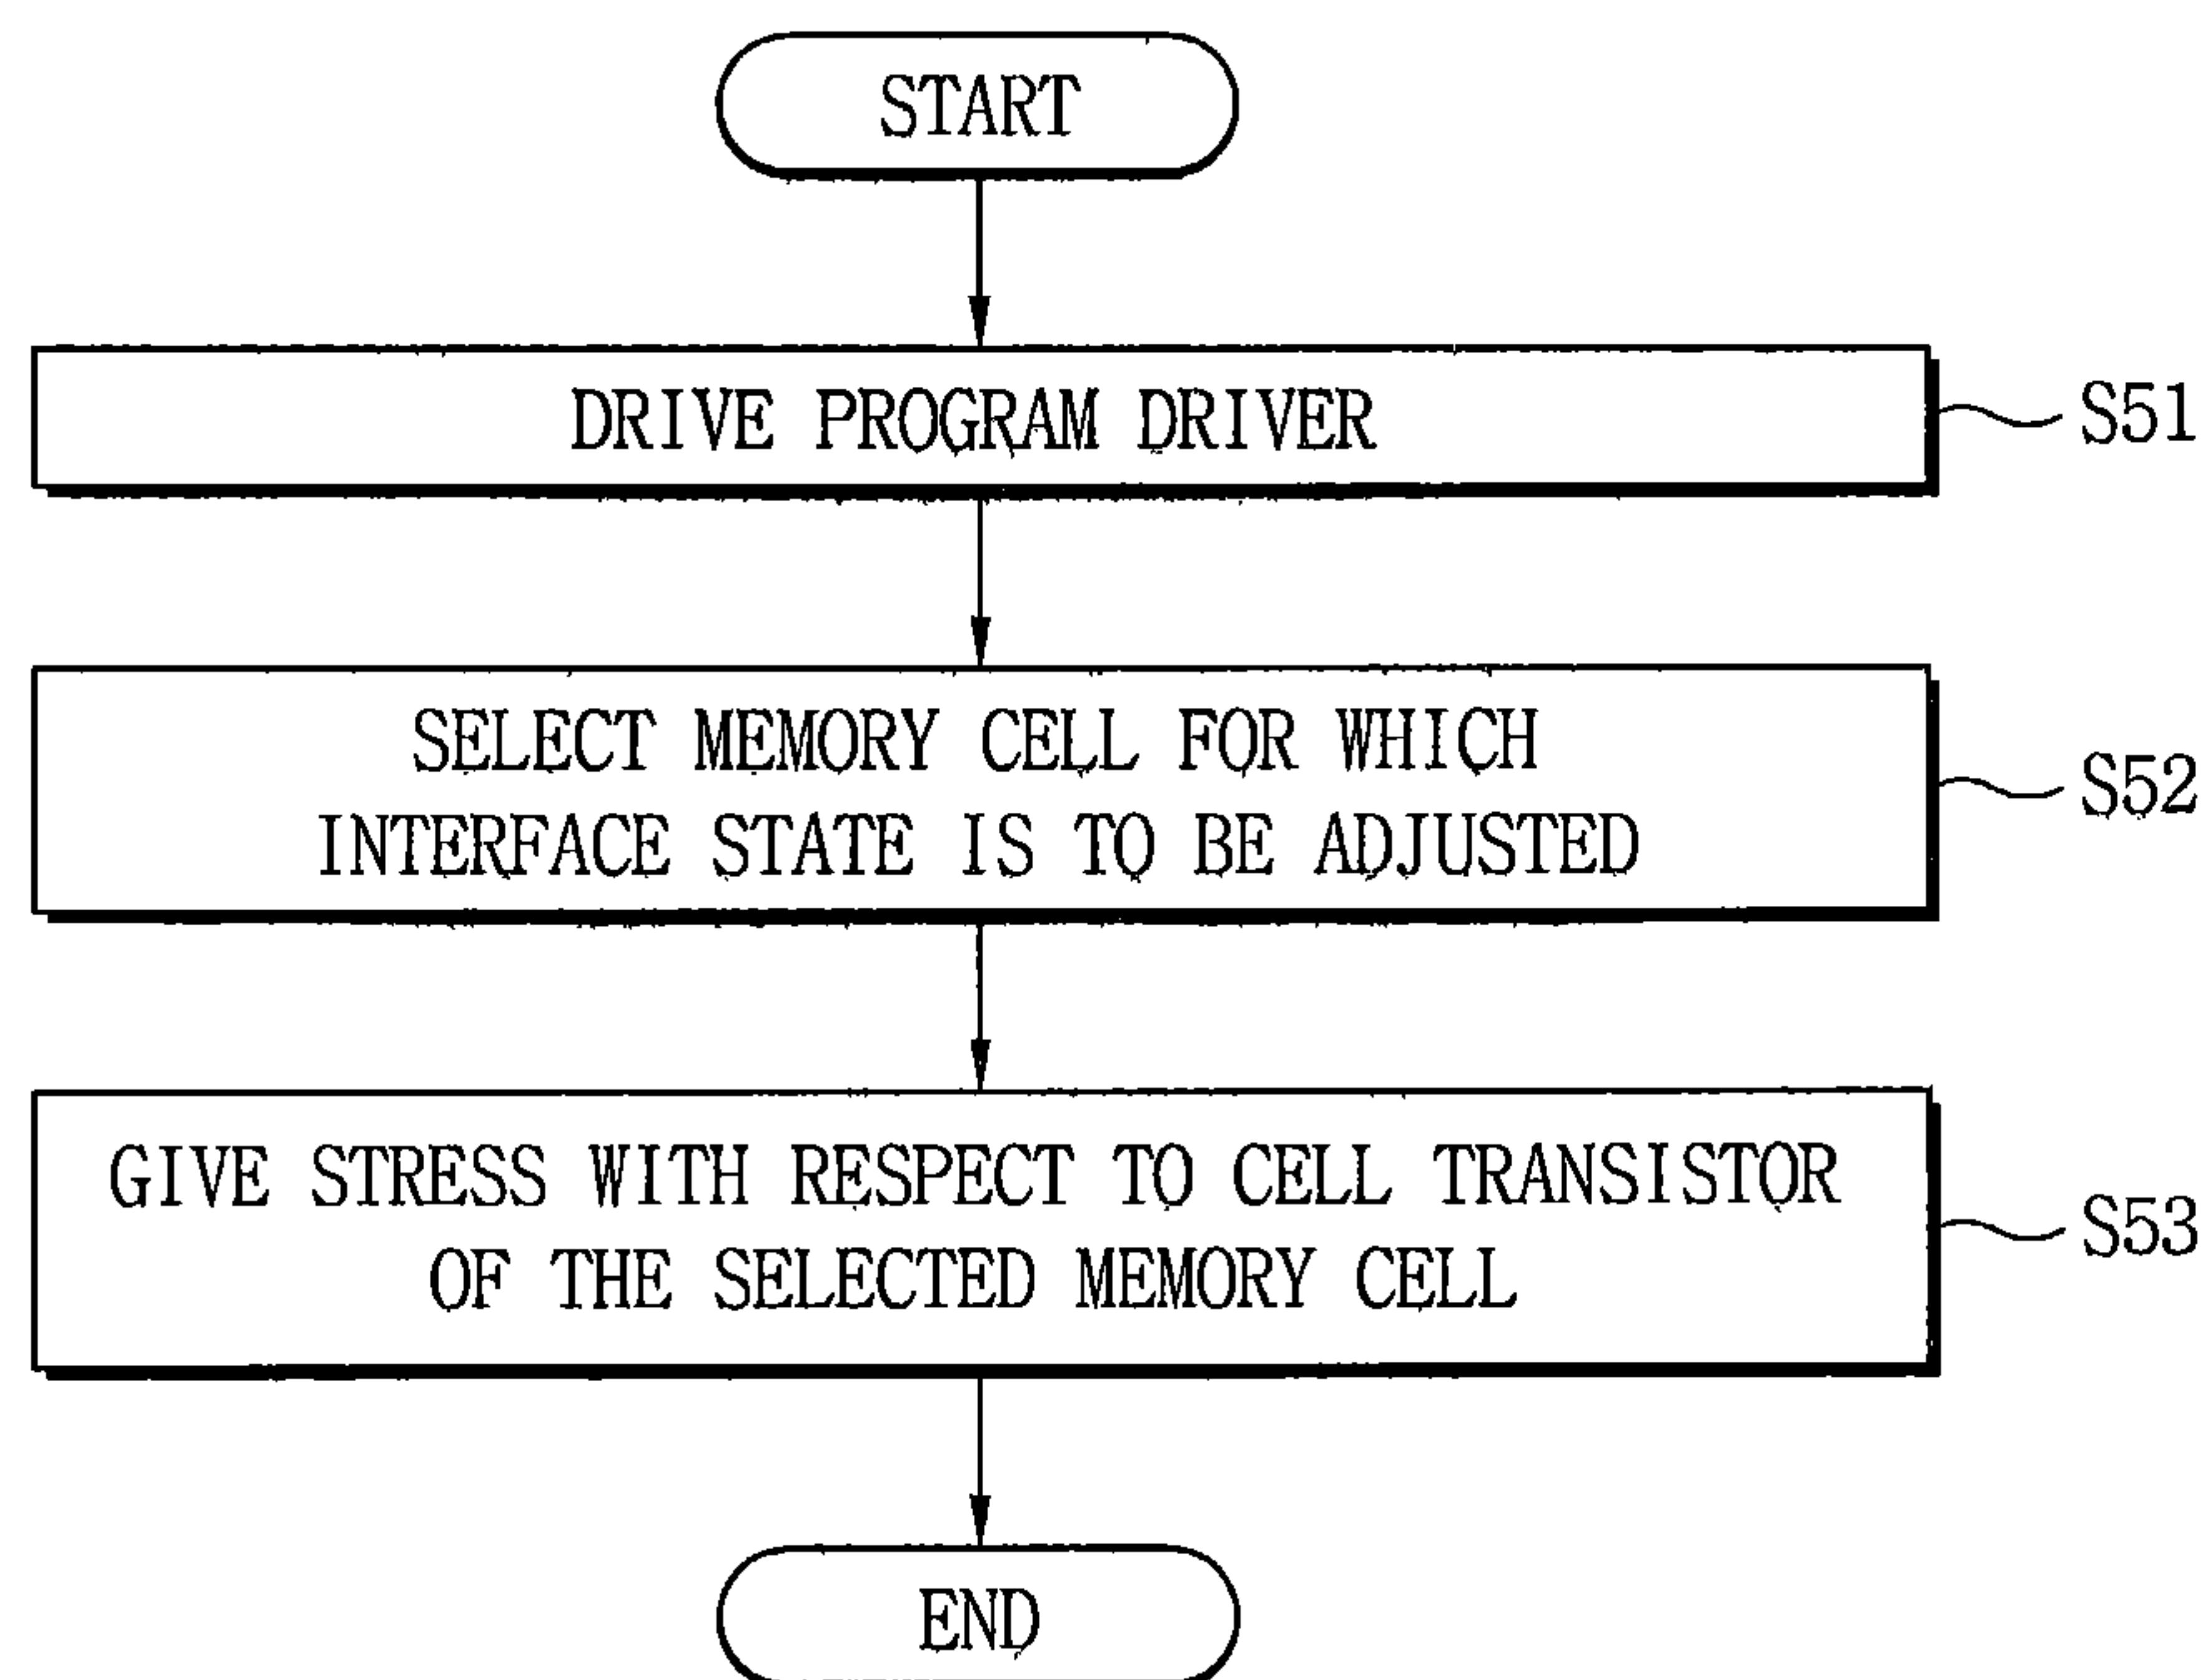 START
DRIVE PROGRAM DRIVER
S51
SELECT MEMORY CELL FOR WHICH
INTERFACE STATE IS TO BE ADJUSTED
S52
GIVE STRESS WITH RESPECT TO CELL TRANSISTOR
OF THE SELECTED MEMORY CELL
S53
END